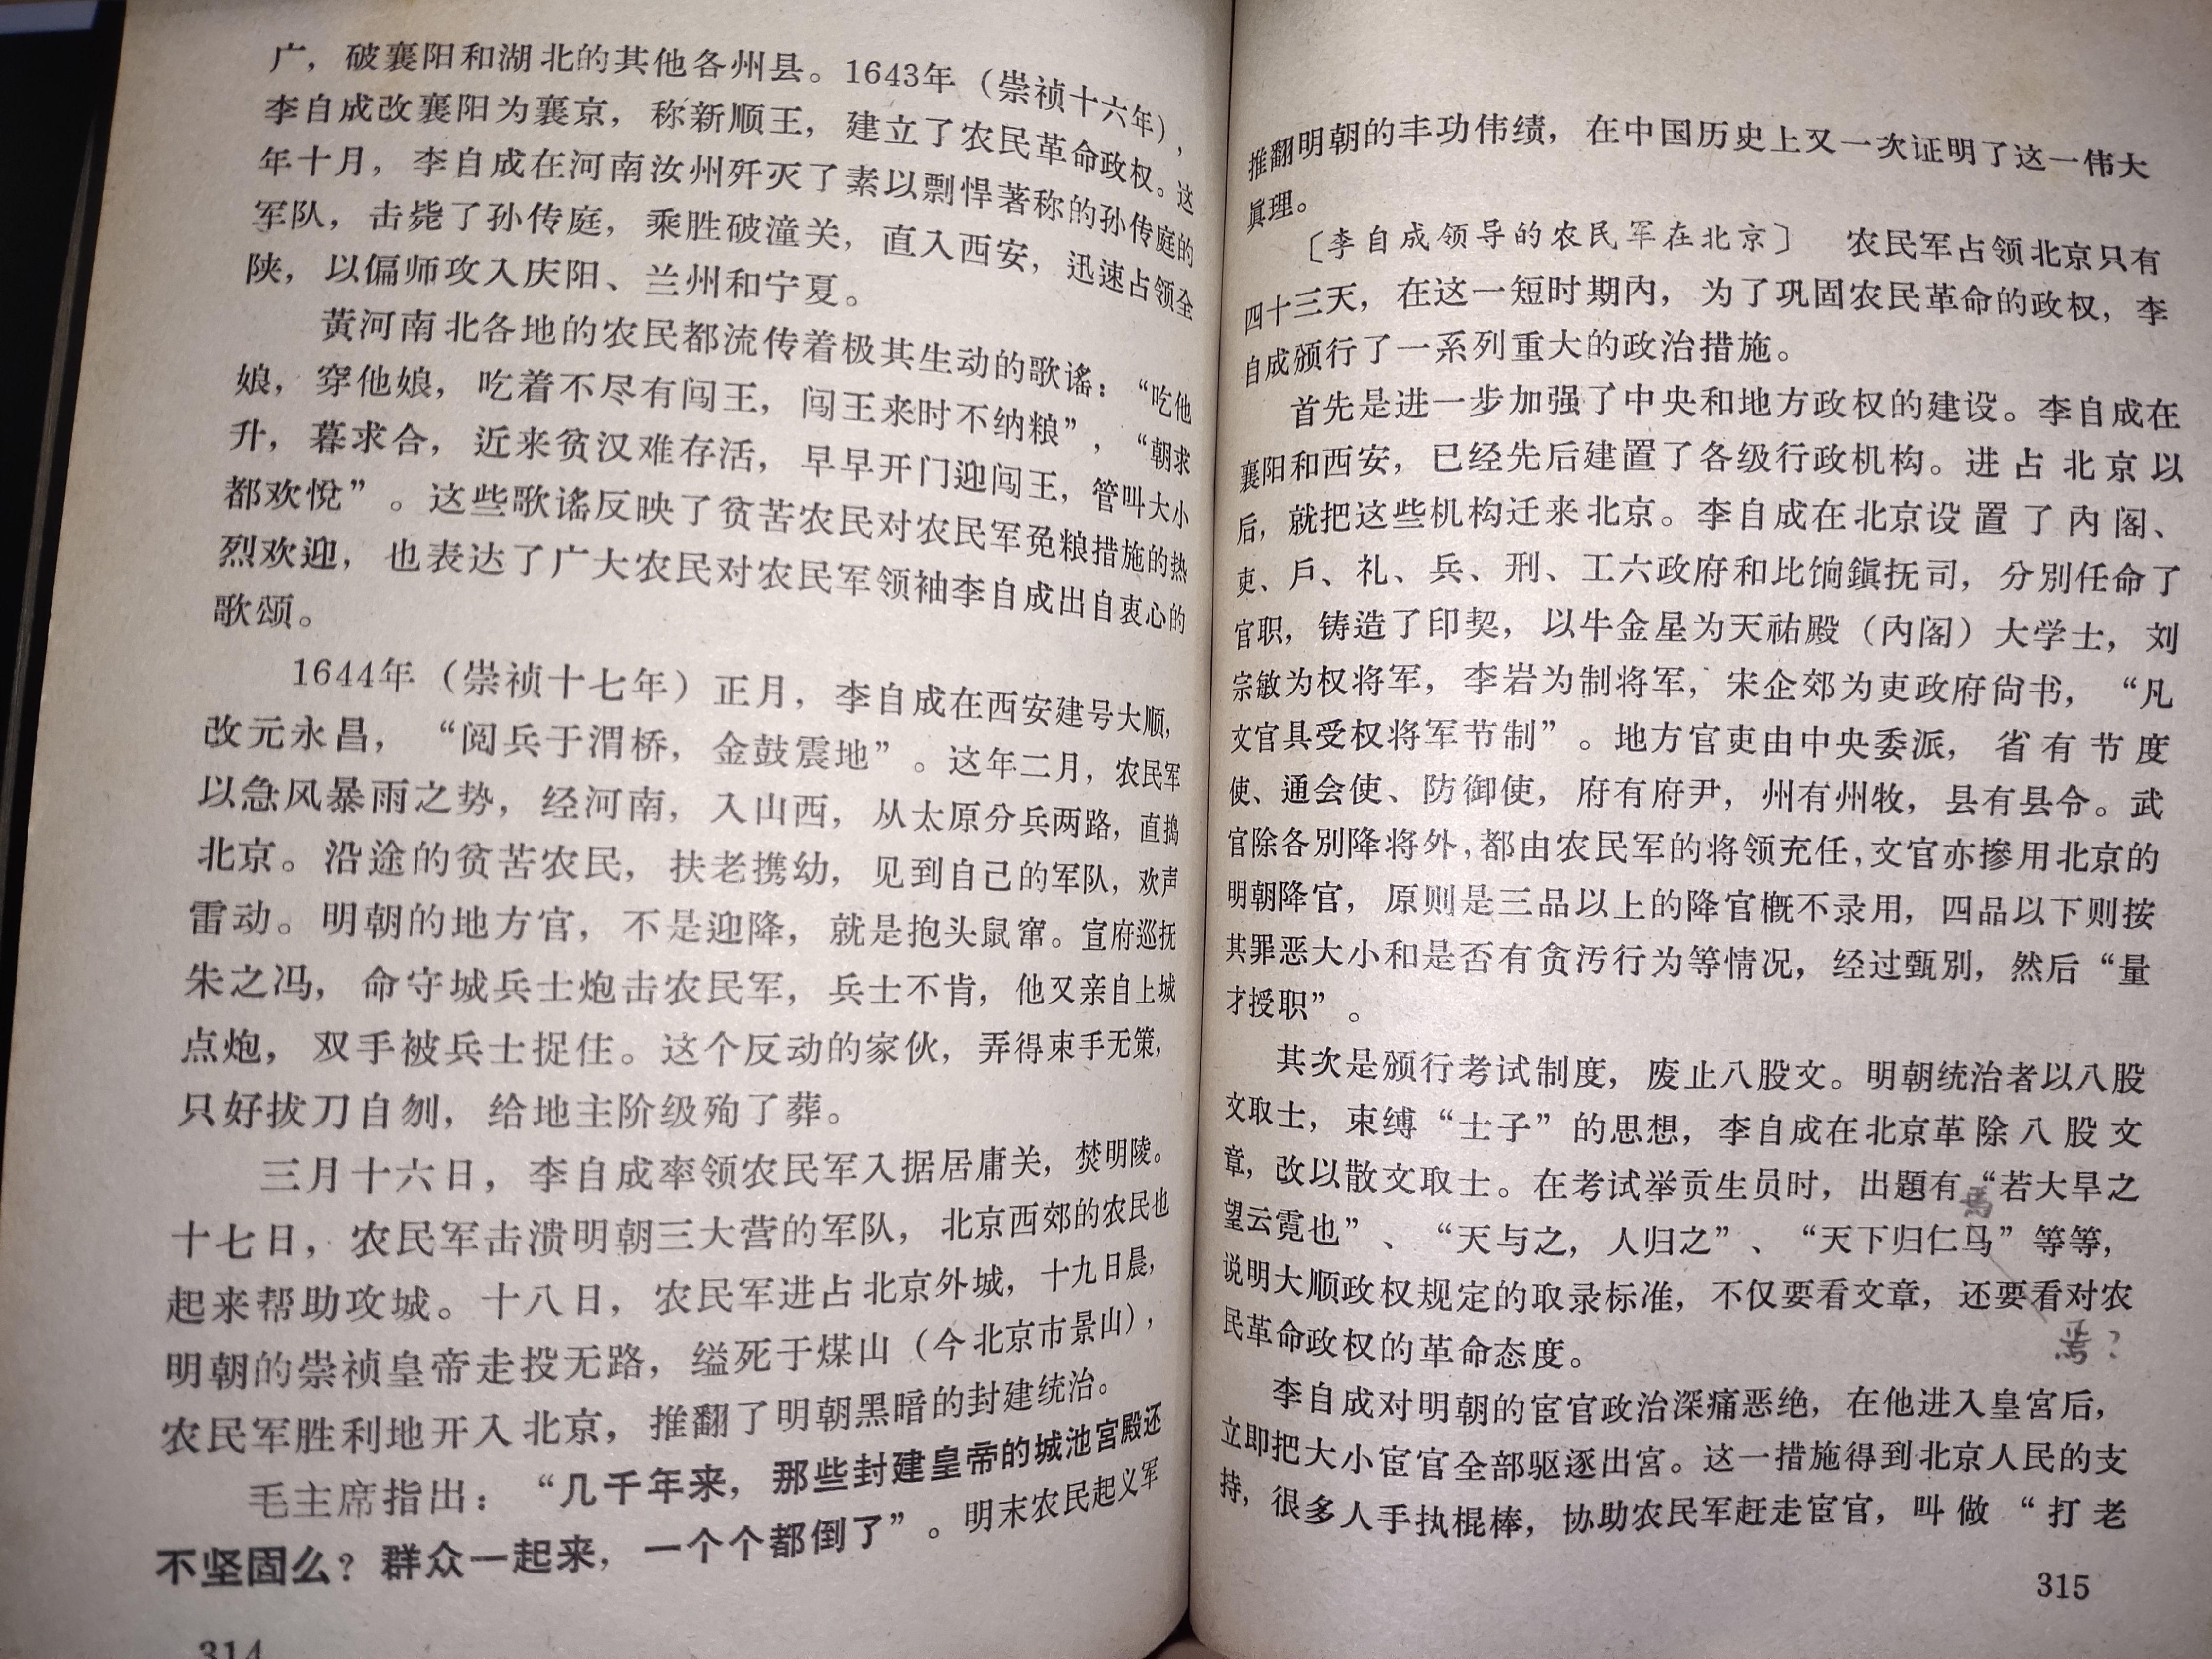 广，破襄阳和湖北的其他各州县。1643年（崇祯十六年），
李自成改襄阳为襄京，称新顺王，建立了农民革命政权。这
年十月，李自成在河南汝州歼灭了素以剽悍著称的孙传庭的
军队，击毙了孙传庭，乘胜破潼关，直入西安，迅速占领全
陕，以偏师攻入庆阳、兰州和宁夏。
黄河南北各地的农民都流传着极其生动的歌谣：“吃他
娘，穿他娘，吃着不尽有闯王，闯王来时不纳粮”，“朝求
升，暮求合，近来贫汉难存活，早早开门迎闯王，管叫大小
都欢悅”。这些歌谣反映了贫苦农民对农民军免粮措施的热
烈欢迎，也表达了广大农民对农民军领袖李自成出自衷心的
歌颂。
1644年（崇祯十七年）正月，李自成在西安建号大顺，
改元永昌，“阅兵于渭桥，金鼓震地”。这年二月，农民军
以急风暴雨之势，经河南，入山西，从太原分兵两路，直捣
北京。沿途的贫苦农民，扶老携幼，见到自己的军队，欢声
雷动。明朝的地方官，不是迎降，就是抱头鼠窜。宣府巡抚
朱之冯，命守城兵士炮击农民军，兵士不肯，他又亲自上城
点炮，双手被兵士捉住。这个反动的家伙，弄得束手无策，
只好拔刀自刎，给地主阶级殉了葬。
三月十六日，李自成率领农民军入据居庸关，焚明陵。
十七日，农民军击溃明朝三大营的军队，北京西郊的农民也
起来帮助攻城。十八日，农民军进占北京外城，十九日晨，
明朝的崇祯皇帝走投无路，缢死于煤山（今北京市景山），
农民军胜利地开入北京，推翻了明朝黑暗的封建统治。
毛主席指出：“几千年来，那些封建皇帝的城池宫殿还
不坚固么？群众一起来，一个个都倒了”。明末农民起义军
314
推翻明朝的丰功伟绩，在中国历史上又一次证明了这一伟大
真理。
〔李自成领导的农民军在北京〕　农民军占领北京只有
四十三天，在这一短时期内，为了巩固农民革命的政权，李
自成颁行了一系列重大的政治措施。
首先是进一步加强了中央和地方政权的建设。李自成在
襄阳和西安，已经先后建置了各级行政机构。进占北京以
后，就把这些机构迁来北京。李自成在北京设置了内阁、
吏、戶、礼、兵、刑、工六政府和比饷鎭抚司，分别任命了
官职，铸造了印契，以牛金星为天祐殿（内阁）大学士，刘
宗敏为权将军，李岩为制将军，宋企郊为吏政府尙书，“凡
文官具受权将军节制”。地方官吏由中央委派，省有节度
使、通会使、防御使，府有府尹，州有州牧，县有县令。武
官除各别降将外，都由农民军的将领充任，文官亦掺用北京的
明朝降官，原则是三品以上的降官概不录用，四品以下则按
其罪恶大小和是否有贪污行为等情况，经过甄别，然后“量
才授职”。
其次是颁行考试制度，废止八股文。明朝统治者以八股
文取士，束缚“士子”的思想，李自成在北京革除八股文
章，改以散文取士。在考试举贡生员时，出题有“若大旱之
望云霓也”、“天与之，人归之”、“天下归仁马”等等，
焉
说明大顺政权规定的取录标准，不仅要看文章，还要看对农
民革命政权的革命态度。
焉？
李自成对明朝的宦官政治深痛恶绝，在他进入皇宫后，
立即把大小宦官全部驱逐出宫。这一措施得到北京人民的支
持，很多人手执棍棒，协助农民军赶走宦官，叫做“打老
315